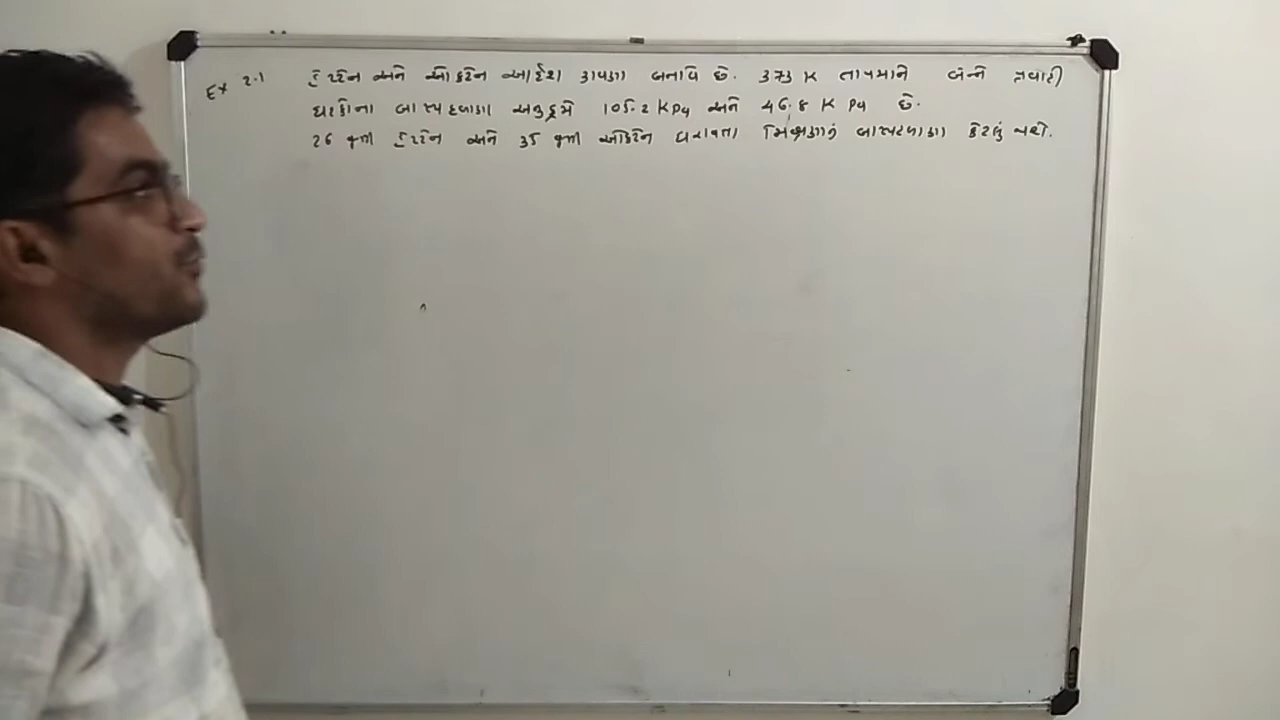 Ex 2.1 હેપ્ટેન અને ઓક્ટેન આદર્શ દ્રાવણ બનાવે છે. 373 K તાપમાને બંન્ને પ્રવાહી
ઘટકોના બાષ્પદબાણ અનુક્રમે 105.2 KPa અને 46.8 K Pa છે.
26 ગ્રામ હેપ્ટેન અને 35 ગ્રામ ઓક્ટેન ધરાવતા મિશ્રણનું બાષ્પદબાણ કેટલું થશે.